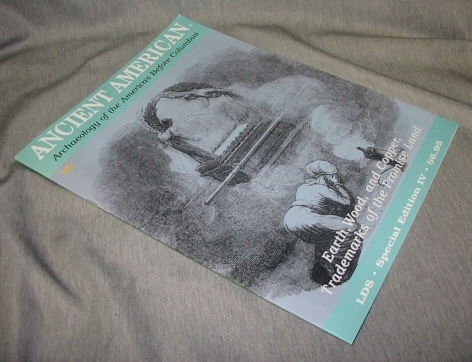 ANCIENT AMERICAN
Archaeology of the Americas Before Columbus
Earth, Wood, and Copper,
Trademarks of the Promise Land
LDS • Special Edition IV • $6.95